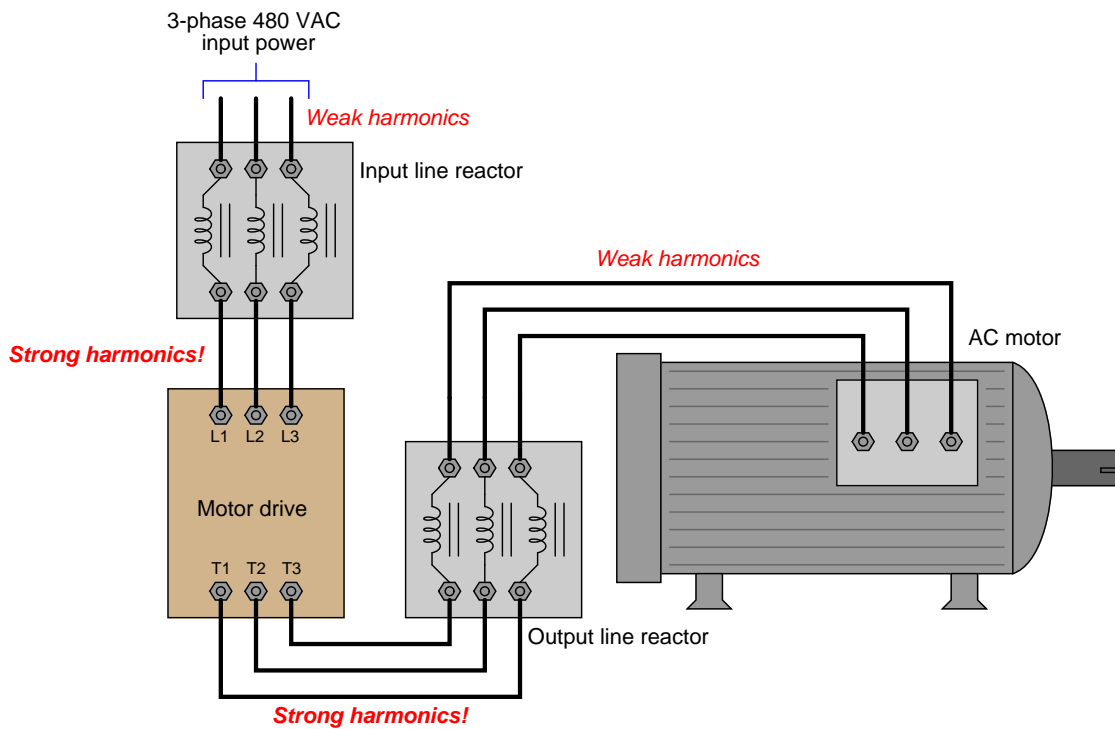 3-phase 480 VAC
input power
Weak harmonics
Input line reactor
Weak harmonics
Strong harmonics!
AC motor
L1 L2 L3
Motor drive
T1 T2 T3
Output line reactor
Strong harmonics!